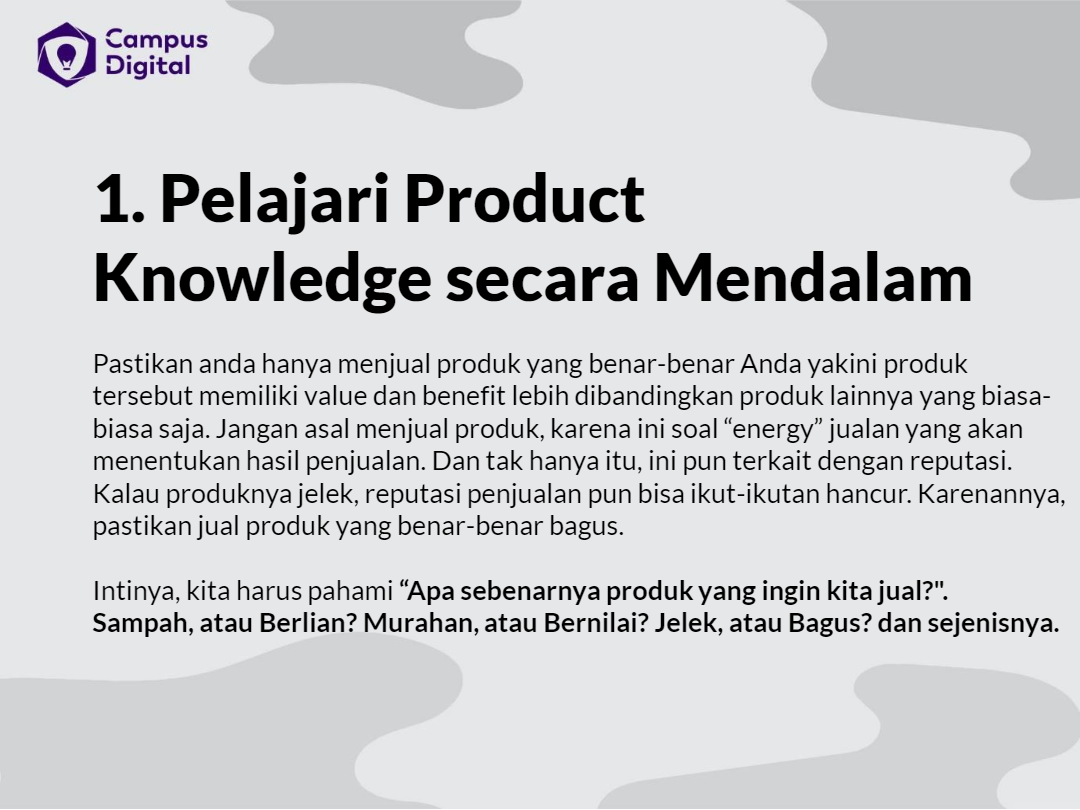 Campus
Digital
1. Pelajari Product
Knowledge secara Mendalam
Pastikan anda hanya menjual produk yang benar-benar Anda yakini produk
tersebut memiliki value dan benefit lebih dibandingkan produk lainnya yang biasa-
biasa saja. Jangan asal menjual produk, karena ini soal “energy” jualan yang akan
menentukan hasil penjualan. Dan tak hanya itu, ini pun terkait dengan reputasi.
Kalau produknya jelek, reputasi penjualan pun bisa ikut-ikutan hancur. Karenannya,
pastikan jual produk yang benar-benar bagus.
Intinya, kita harus pahami “Apa sebenarnya produk yang ingin kita jual?".
Sampah, atau Berlian? Murahan, atau Bernilai? Jelek, atau Bagus? dan sejenisnya.